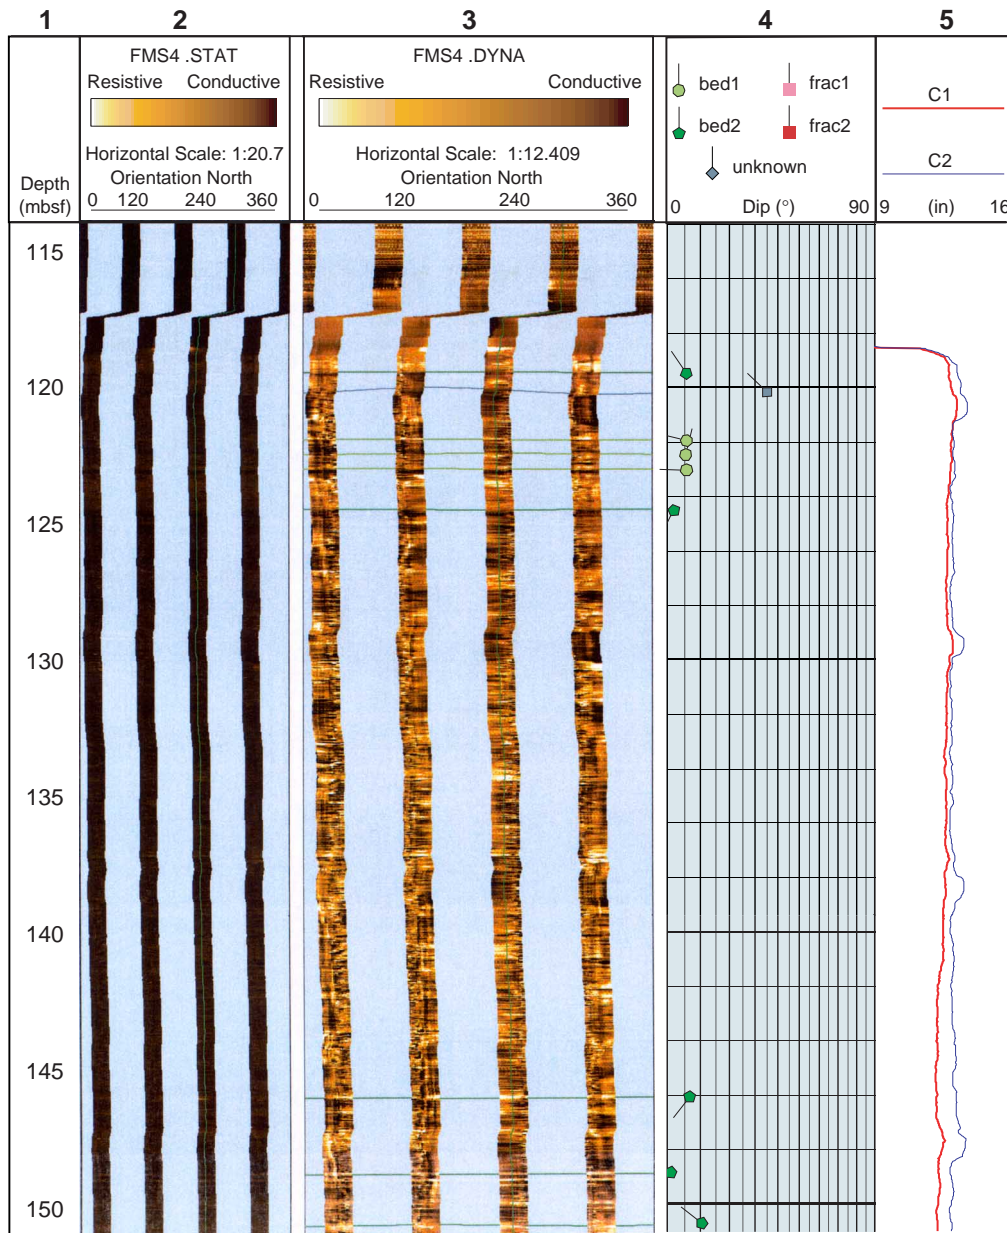 1 2 3 4 5
FMS4 .STAT
Resistive Conductive
Horizontal Scale: 1:20.7
Orientation North
0 120 240 360
FMS4 .DYNA
Resistive Conductive
Horizontal Scale: 1:12.409
Orientation North
0 120 240 360
bed1 frac1
bed2 frac2
unknown
0 Dip (°) 90
C1
C2
9 (in) 16
Depth
(mbsf)
115
120
125
130
135
140
145
150